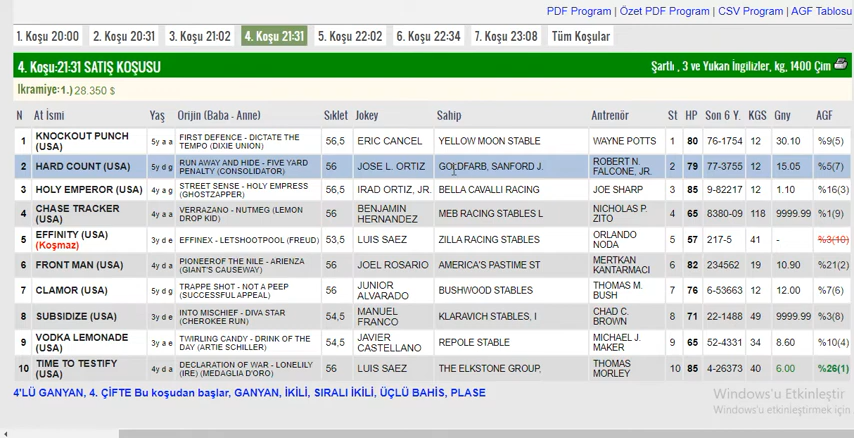 PDF Program | Özet PDF Program | CSV Program | AGF Tablosu
1. Koşu 20:00 2. Koşu 20:31 3. Koşu 21:02 4. Koşu 21:31 5. Koşu 22:02 6. Koşu 22:34 7. Koşu 23:08 Tüm Koşular
4. Koşu:21:31 SATIŞ KOŞUSU Şartlı , 3 ve Yukarı İngilizler, kg, 1400 Çim
Ikramiye:1.) 28.350 $
N At İsmi Yaş Orijin (Baba - Anne) Sıklet Jokey Sahip Antrenör St HP Son 6 Y. KGS Gny AGF
1 KNOCKOUT PUNCH (USA) 5y a a FIRST DEFENCE - DICTATE THE TEMPO (DIXIE UNION) 56,5 ERIC CANCEL YELLOW MOON STABLE WAYNE POTTS 1 80 76-1754 12 30.10 %9(5)
2 HARD COUNT (USA) 5y d g RUN AWAY AND HIDE - FIVE YARD PENALTY (CONSOLIDATOR) 56 JOSE L. ORTIZ GOLDFARB, SANFORD J. ROBERT N. FALCONE, JR. 2 79 77-3755 12 15.05 %5(7)
3 HOLY EMPEROR (USA) 4y a g STREET SENSE - HOLY EMPRESS (GHOSTZAPPER) 56,5 IRAD ORTIZ, JR. BELLA CAVALLI RACING JOE SHARP 3 85 9-82217 12 1.10 %16(3)
4 CHASE TRACKER (USA) 4y a a VERRAZANO - NUTMEG (LEMON DROP KID) 56 BENJAMIN HERNANDEZ MEB RACING STABLES L NICHOLAS P. ZITO 4 65 8380-09 118 9999.99 %1(9)
5 EFFINITY (USA) (Koşmaz) 3y d e EFFINEX - LETSHOOTPOOL (FREUD) 53,5 LUIS SAEZ ZILLA RACING STABLES ORLANDO NODA 5 57 217-5 41 - %3(10)
6 FRONT MAN (USA) 4y d a PIONEEROF THE NILE - ARIENZA (GIANT'S CAUSEWAY) 56 JOEL ROSARIO AMERICA'S PASTIME ST MERTKAN KANTARMACI 6 82 234562 19 10.90 %21(2)
7 CLAMOR (USA) 5y d g TRAPPE SHOT - NOT A PEEP (SUCCESSFUL APPEAL) 56 JUNIOR ALVARADO BUSHWOOD STABLES THOMAS M. BUSH 7 76 6-53663 12 12.00 %7(6)
8 SUBSIDIZE (USA) 3y d e INTO MISCHIEF - DIVA STAR (CHEROKEE RUN) 54,5 MANUEL FRANCO KLARAVICH STABLES, I CHAD C. BROWN 8 71 22-1488 49 9999.99 %3(8)
9 VODKA LEMONADE (USA) 3y a e TWIRLING CANDY - DRINK OF THE DAY (ARTIE SCHILLER) 54,5 JAVIER CASTELLANO REPOLE STABLE MICHAEL J. MAKER 9 65 52-4331 34 8.60 %10(4)
10 TIME TO TESTIFY (USA) 4y d a DECLARATION OF WAR - LONELILY (IRE) (MEDAGLIA D'ORO) 56 LUIS SAEZ THE ELKSTONE GROUP, THOMAS MORLEY 10 85 4-26373 40 6.00 %26(1)
4'LÜ GANYAN, 4. ÇİFTE Bu koşudan başlar, GANYAN, İKİLİ, SIRALI İKİLİ, ÜÇLÜ BAHİS, PLASE
Windows'u Etkinleştir
Windows'u etkinleştirmek için